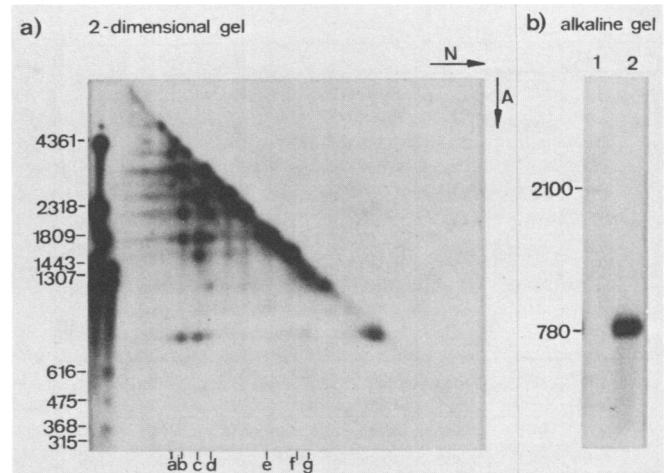 a) 2-dimensional gel
N
A
4361
2318
1809
1443
1307
616
475
368
315
a b c d e f g
b) alkaline gel
1 2
2100
780